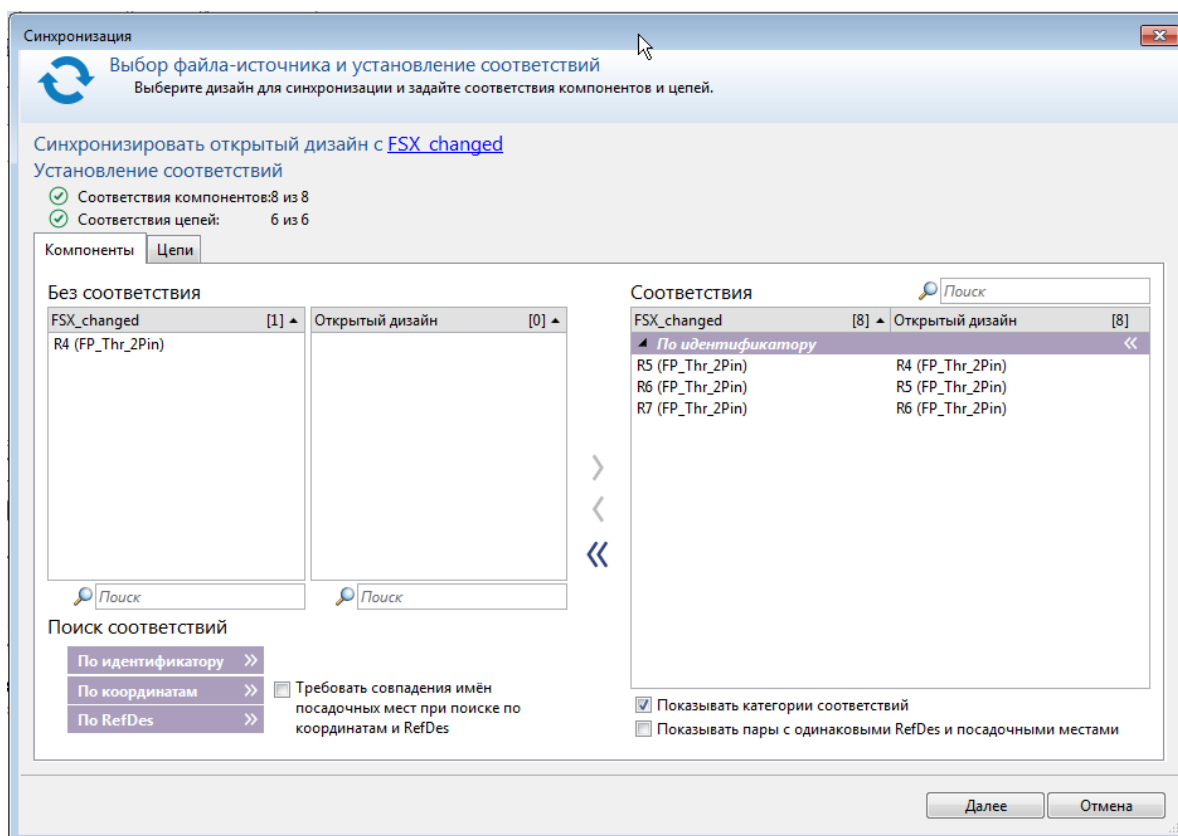 Синхронизация
Выбор файла-источника и установление соответствий
Выберите дизайн для синхронизации и задайте соответствия компонентов и цепей.
Синхронизировать открытый дизайн с FSX_changed
Установление соответствий
Соответствия компонентов:8 из 8
Соответствия цепей: 6 из 6
Компоненты Цепи
Без соответствия
FSX_changed [1] Открытый дизайн [0]
R4 (FP_Thr_2Pin)
Поиск Поиск
Соответствия Поиск
FSX_changed [8] Открытый дизайн [8]
По идентификатору
R5 (FP_Thr_2Pin) R4 (FP_Thr_2Pin)
R6 (FP_Thr_2Pin) R5 (FP_Thr_2Pin)
R7 (FP_Thr_2Pin) R6 (FP_Thr_2Pin)
Поиск соответствий
По идентификатору
По координатам
По RefDes
Требовать совпадения имён
посадочных мест при поиске по
координатам и RefDes
Показывать категории соответствий
Показывать пары с одинаковыми RefDes и посадочными местами
Далее Отмена